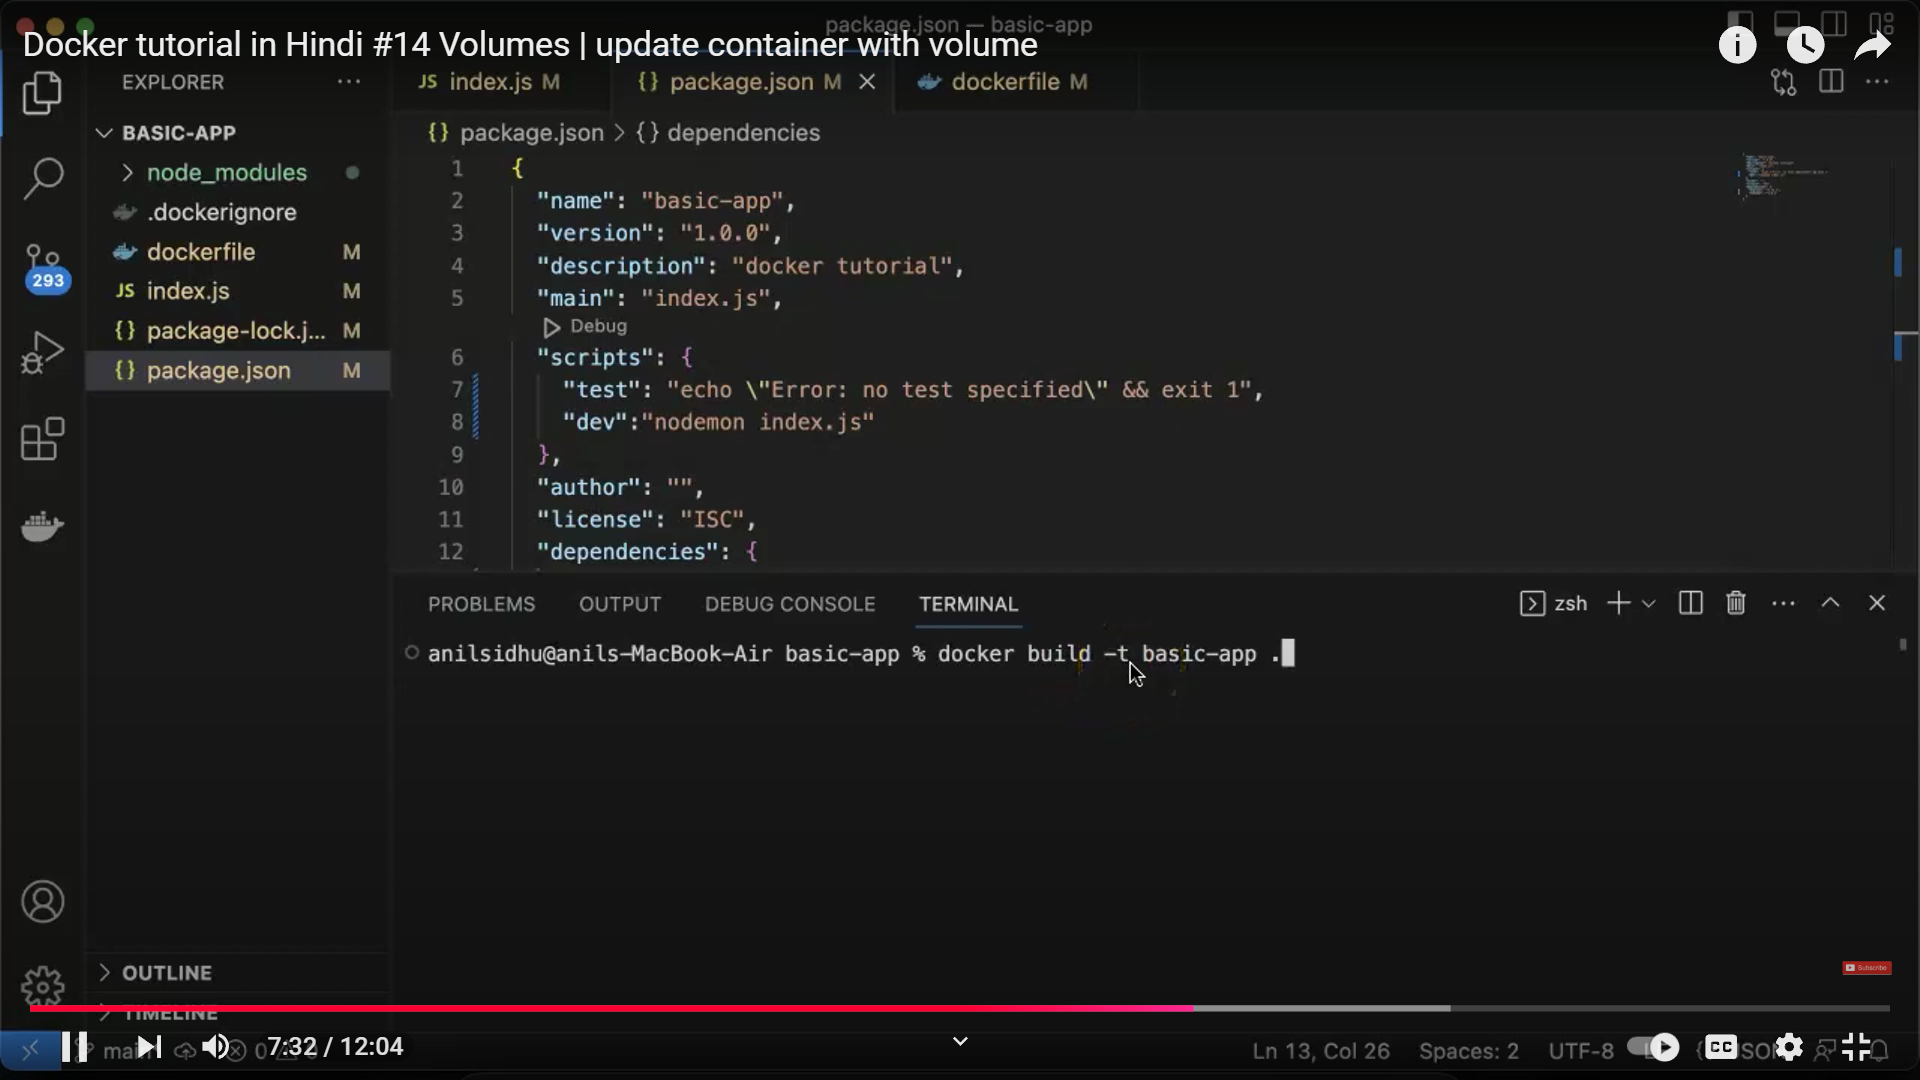 package.json — basic-app
Docker tutorial in Hindi #14 Volumes | update container with volume
EXPLORER
BASIC-APP
node_modules
.dockerignore
dockerfile M
index.js M
package-lock.j... M
package.json M
293
OUTLINE
TIMELINE
JS index.js M
{} package.json M
dockerfile M
{} package.json > {} dependencies
1 {
2 "name": "basic-app",
3 "version": "1.0.0",
4 "description": "docker tutorial",
5 "main": "index.js",
Debug
6 "scripts": {
7 "test": "echo \"Error: no test specified\" && exit 1",
8 "dev":"nodemon index.js"
9 },
10 "author": "",
11 "license": "ISC",
12 "dependencies": {
PROBLEMS OUTPUT DEBUG CONSOLE TERMINAL
zsh
anilsidhu@anils-MacBook-Air basic-app % docker build -t basic-app .
Subscribe
7:32 / 12:04
Ln 13, Col 26 Spaces: 2 UTF-8
CC